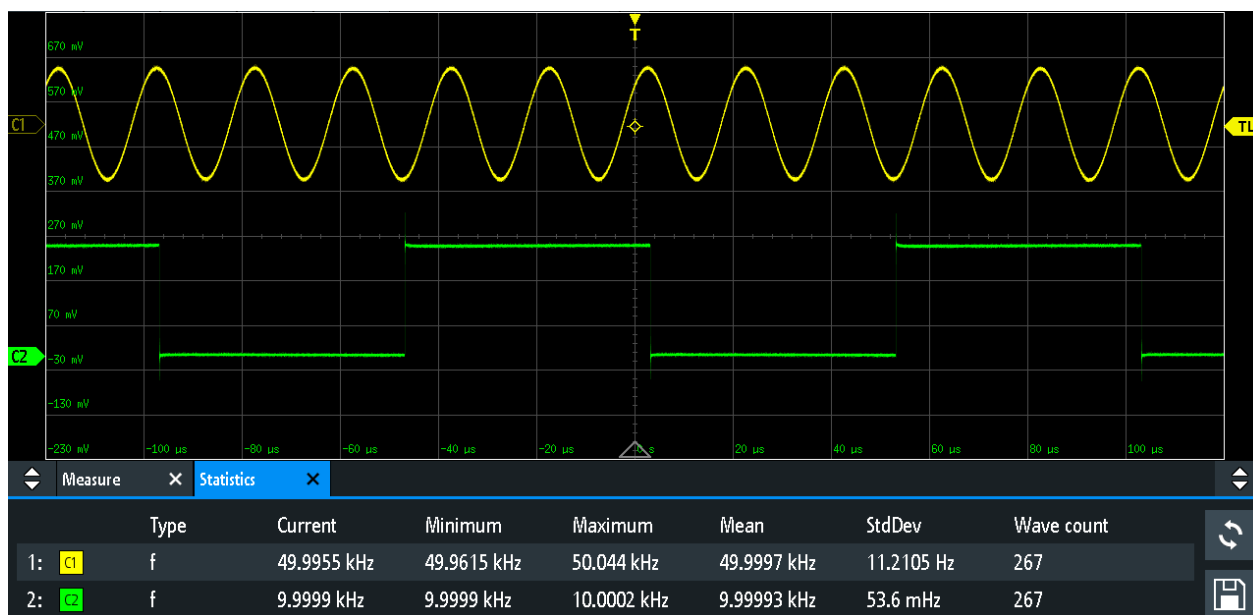 T
670 mV
570 mV
C1
TL
470 mV
370 mV
270 mV
170 mV
70 mV
C2
-30 mV
-130 mV
-230 mV -100 µs -80 µs -60 µs -40 µs -20 µs 0 s 20 µs 40 µs 60 µs 80 µs 100 µs
Measure Statistics
Type Current Minimum Maximum Mean StdDev Wave count
1: C1 f 49.9955 kHz 49.9615 kHz 50.044 kHz 49.9997 kHz 11.2105 Hz 267
2: C2 f 9.9999 kHz 9.9999 kHz 10.0002 kHz 9.99993 kHz 53.6 mHz 267